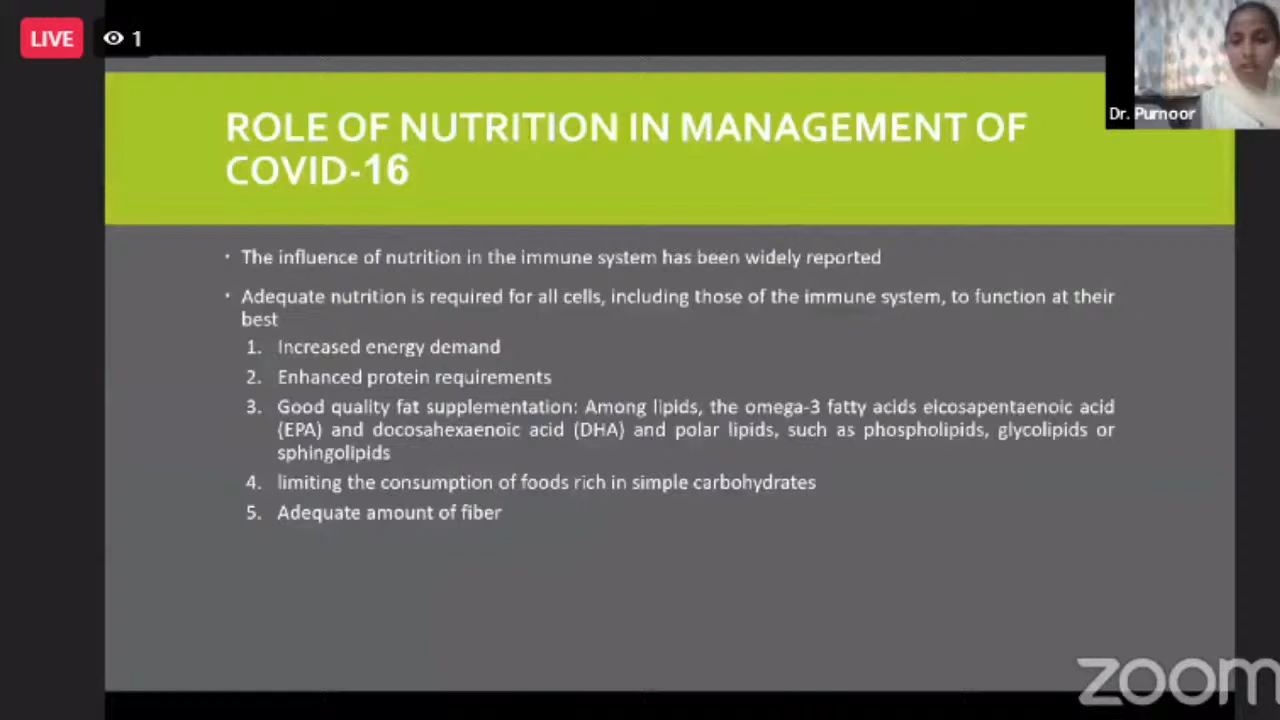 LIVE
1
Dr. Purnoor
ROLE OF NUTRITION IN MANAGEMENT OF
COVID-16
· The influence of nutrition in the immune system has been widely reported
· Adequate nutrition is required for all cells, including those of the immune system, to function at their
best
1. Increased energy demand
2. Enhanced protein requirements
3. Good quality fat supplementation: Among lipids, the omega-3 fatty acids eicosapentaenoic acid
(EPA) and docosahexaenoic acid (DHA) and polar lipids, such as phospholipids, glycolipids or
sphingolipids
4. limiting the consumption of foods rich in simple carbohydrates
5. Adequate amount of fiber
zoom